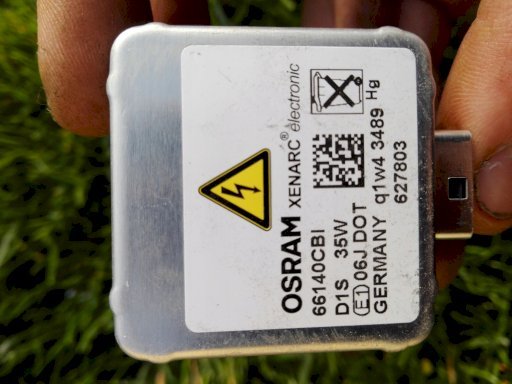 OSRAM XENARC® electronic
66140CBI
D1S 35W
E1 06J DOT
GERMANY q1w4 3489
627803
Hg